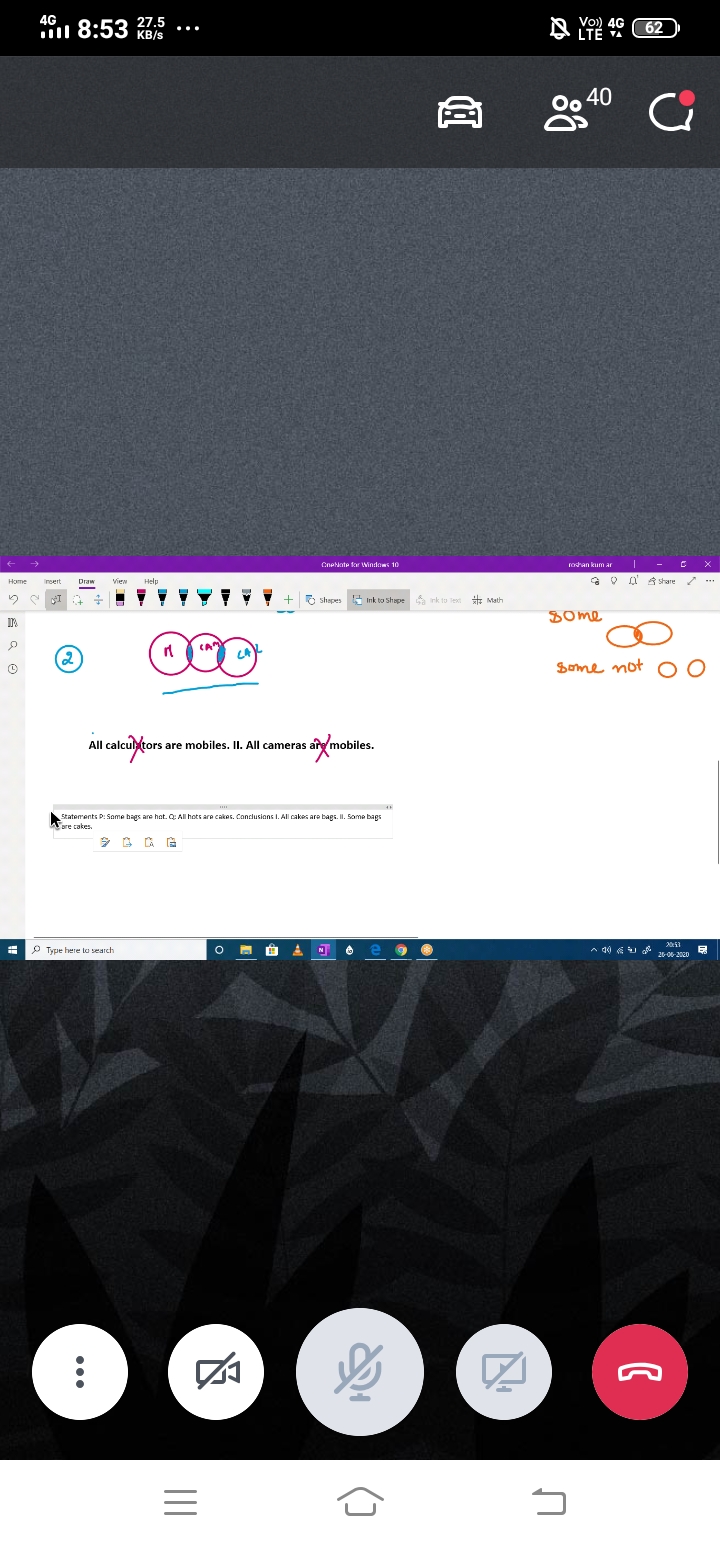 4G 8:53 27.5 KB/s ... Vo)) LTE 4G 62
40
OneNote for Windows 10 roshan kum ar
Home Insert Draw View Help Share
Shapes Ink to Shape Ink to Text Math
some
2 M CAM CAL
some not
All calculators are mobiles. II. All cameras are mobiles.
Statements P: Some bags are hot. Q: All hots are cakes. Conclusions I. All cakes are bags. II. Some bags
are cakes.
Type here to search 20:53
26-06-2020